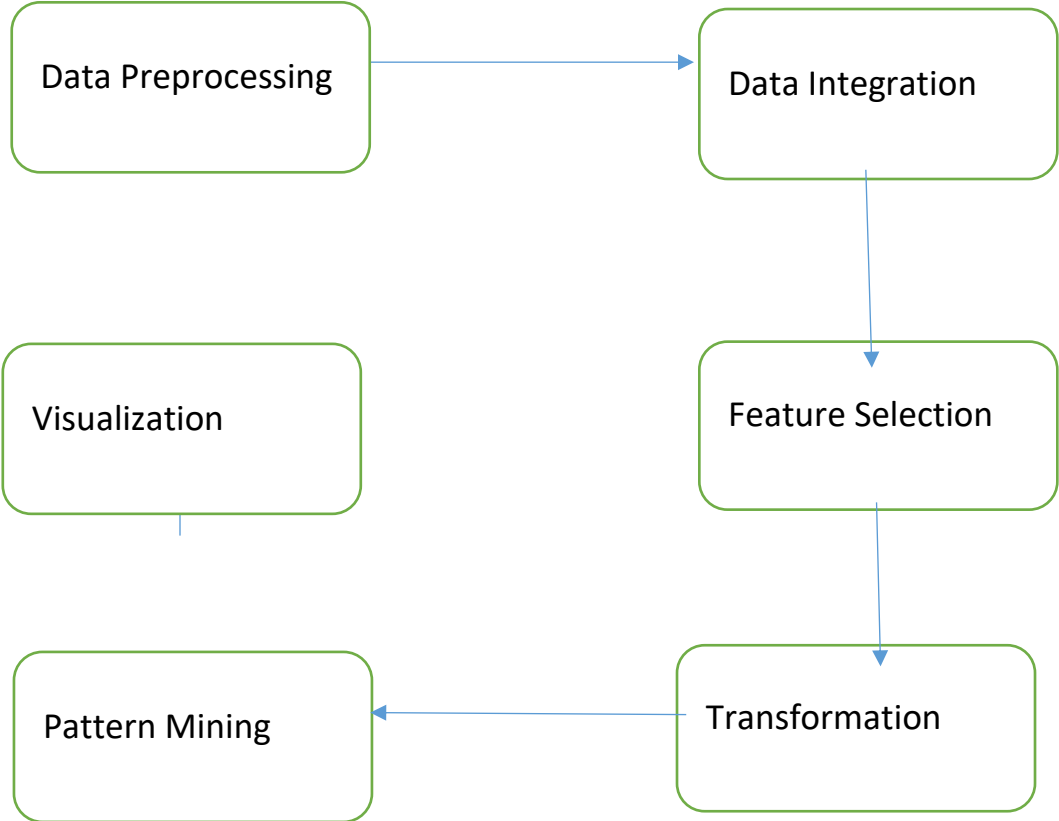 Data Preprocessing
Data Integration
Visualization
Feature Selection
Pattern Mining
Transformation